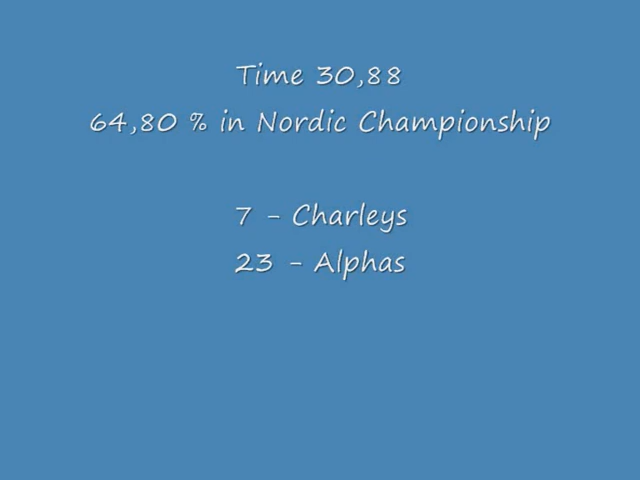 Time 30,88
64,80 % in Nordic Championship
7 - Charleys
23 - Alphas